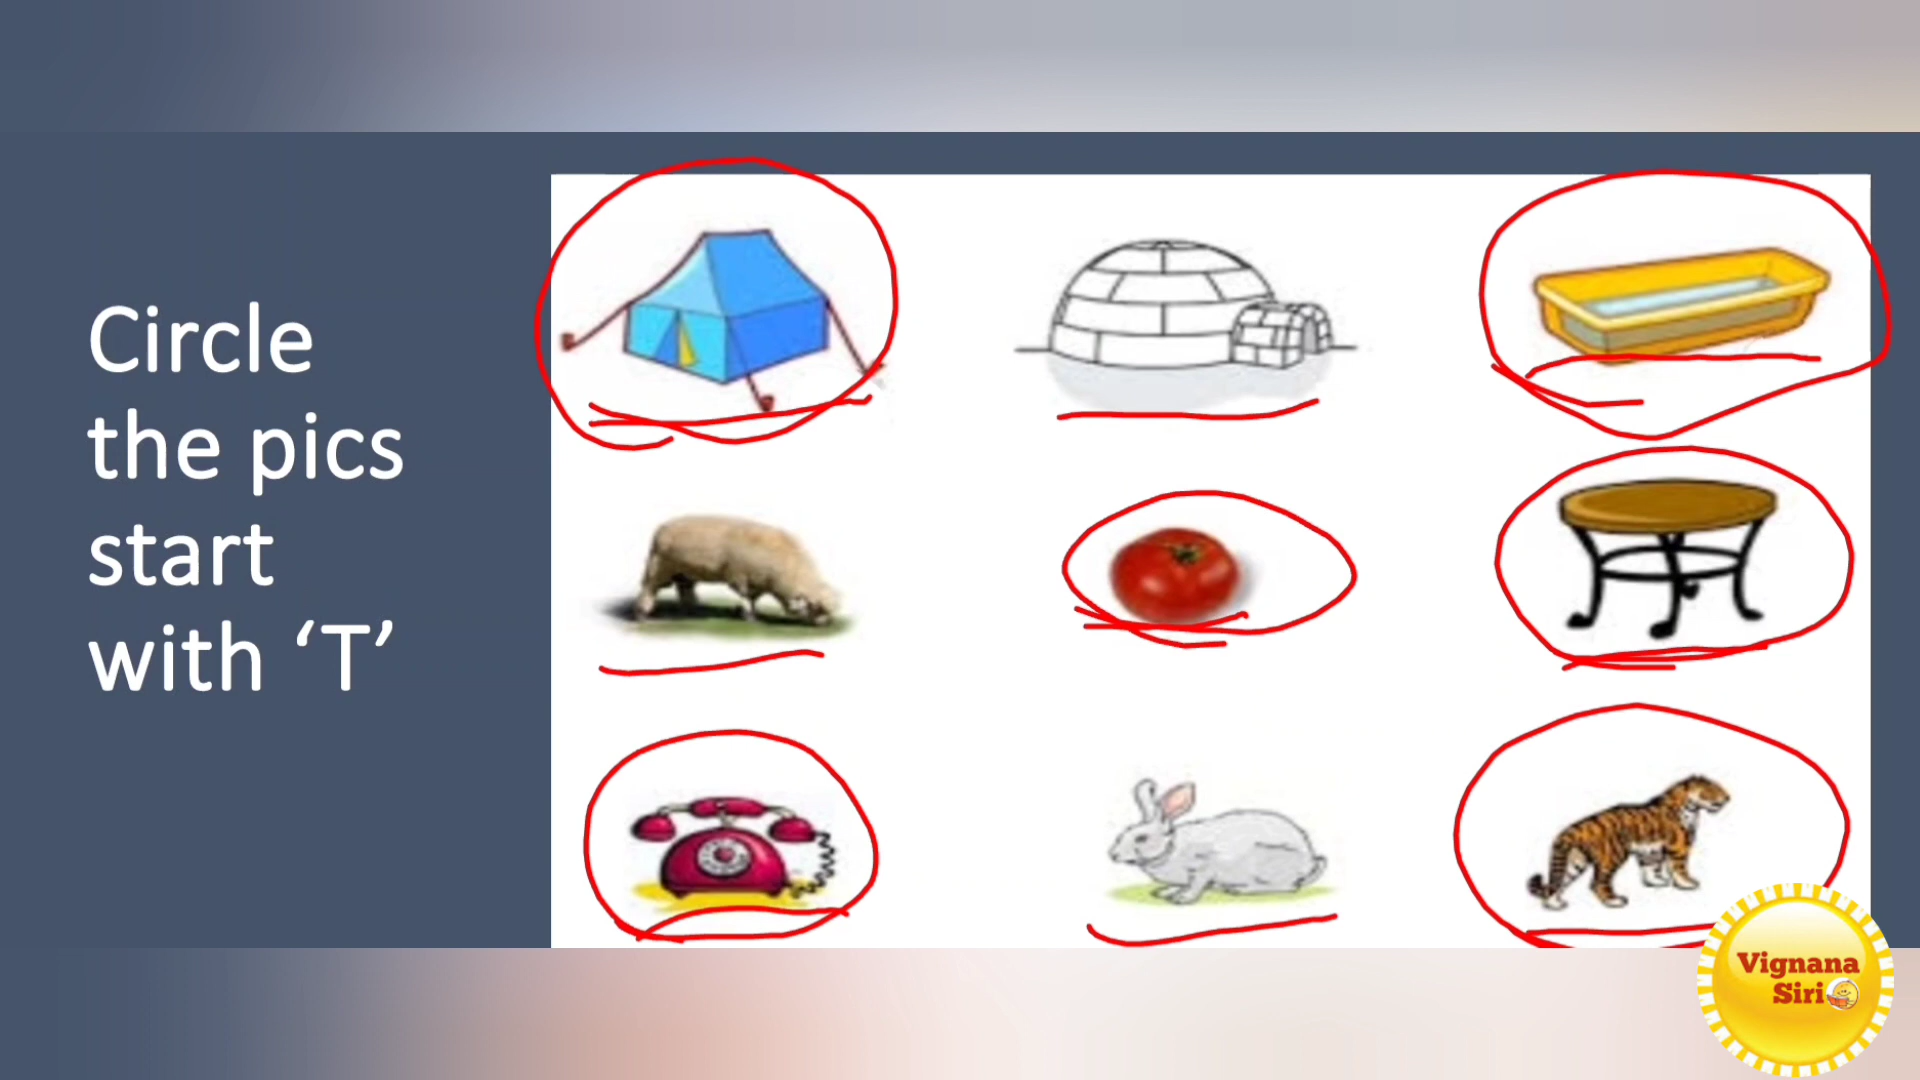 Circle
the pics
start
with ‘T’
Vignana
Siri